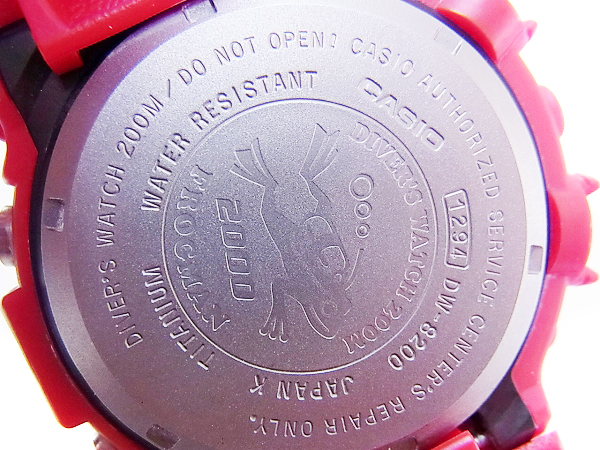 DIVER'S WATCH 200M / DO NOT OPEN! CASIO AUTHORIZED SERVICE CENTER'S REPAIR ONLY.
TITANIUM WATER RESISTANT CASIO
1294 DW-8200
JAPAN K
DIVER'S WATCH 200M
FROGMAN
2000